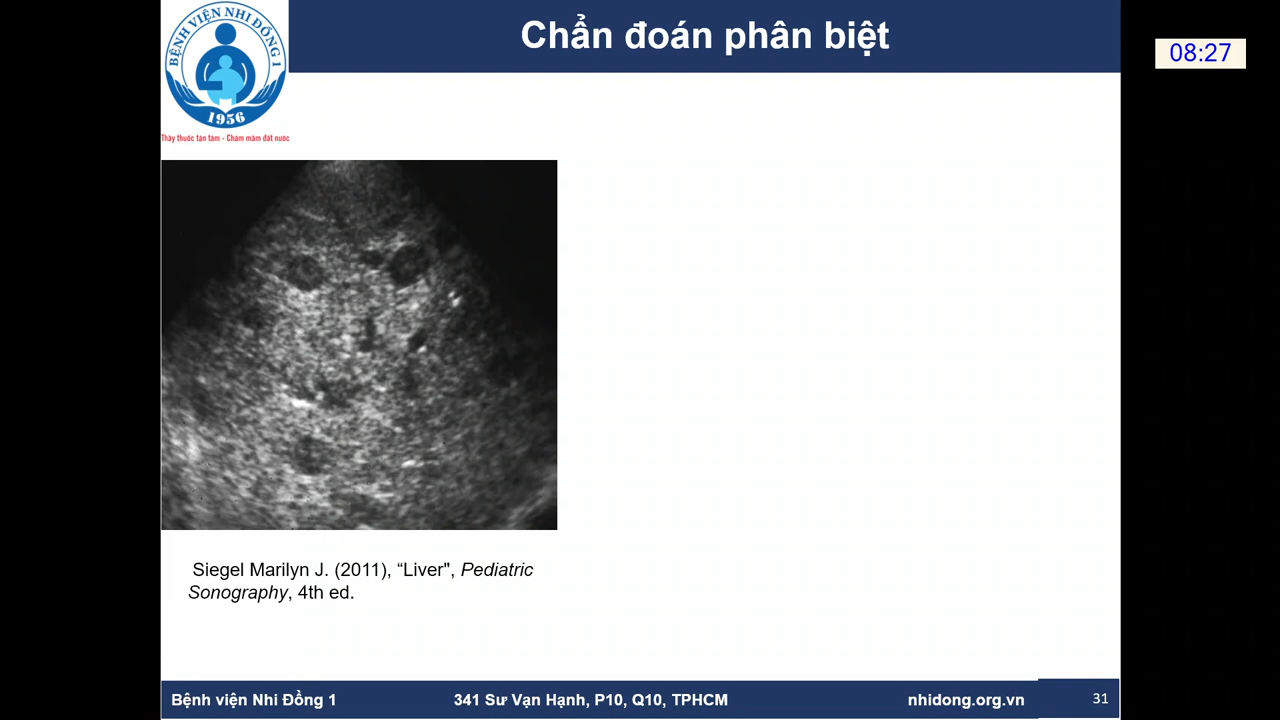 Chẩn đoán phân biệt
08:27
BỆNH VIỆN NHI ĐỒNG 1
1956
Thầy thuốc tận tâm - Chăm mầm đất nước
Siegel Marilyn J. (2011), “Liver", Pediatric
Sonography, 4th ed.
Bệnh viện Nhi Đồng 1
341 Sư Vạn Hạnh, P10, Q10, TPHCM
nhidong.org.vn
31